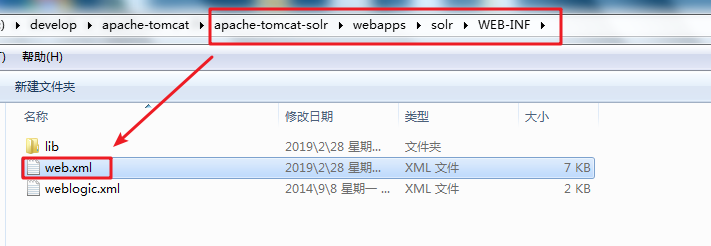 ) ▸ develop ▸ apache-tomcat ▸ apache-tomcat-solr ▸ webapps ▸ solr ▸ WEB-INF ▸
) 帮助(H)
新建文件夹
名称 修改日期 类型 大小
lib 2019\2\28 星期... 文件夹
web.xml 2019\2\28 星期... XML 文件 7 KB
weblogic.xml 2014\9\8 星期一 ... XML 文件 2 KB